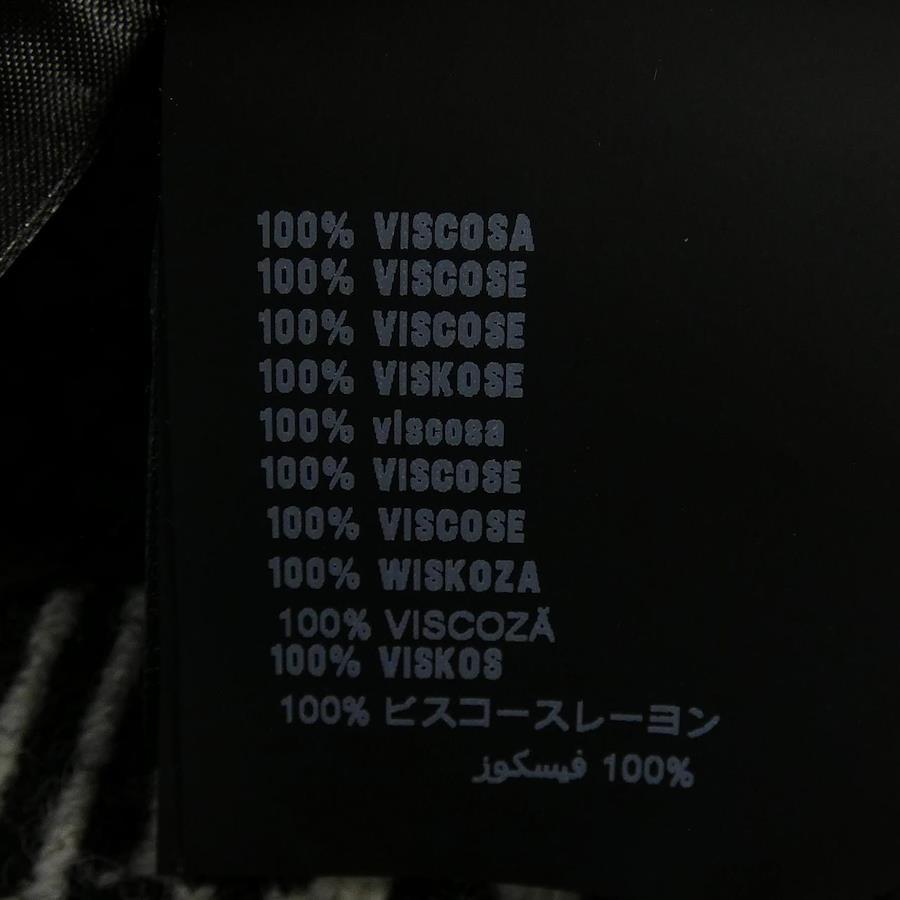 100% VISCOSA
100% VISCOSE
100% VISCOSE
100% VISKOSE
100% viscosa
100% VISCOSE
100% VISCOSE
100% WISKOZA
100% VISCOZĂ
100% VISKOS
100% ビスコースレーヨン
100% فيسكوز